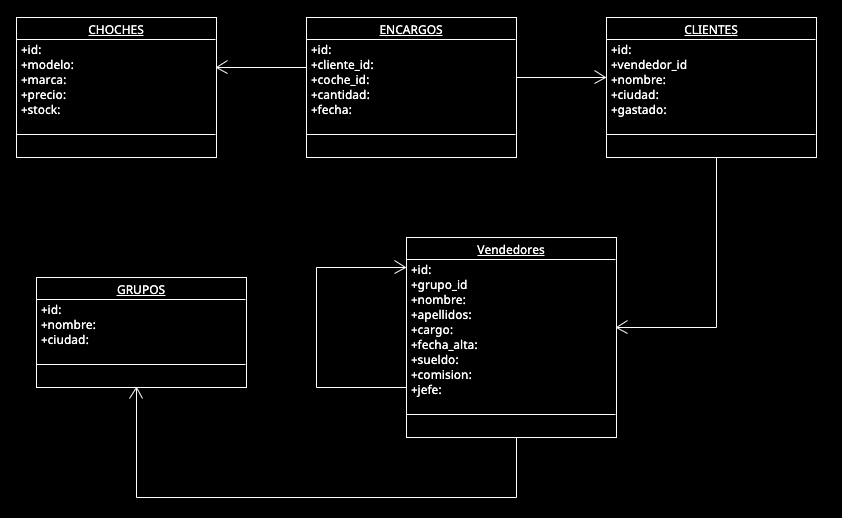 CHOCHES
+id:
+modelo:
+marca:
+precio:
+stock:
ENCARGOS
+id:
+cliente_id:
+coche_id:
+cantidad:
+fecha:
CLIENTES
+id:
+vendedor_id
+nombre:
+ciudad:
+gastado:
GRUPOS
+id:
+nombre:
+ciudad:
Vendedores
+id:
+grupo_id
+nombre:
+apellidos:
+cargo:
+fecha_alta:
+sueldo:
+comision:
+jefe: